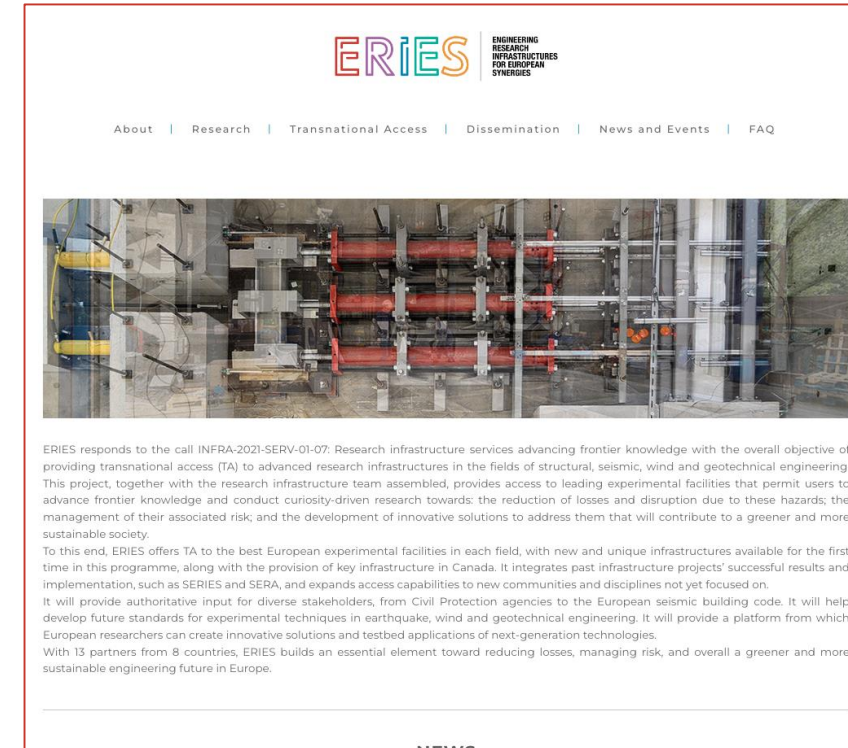 ERIES
ENGINEERING
RESEARCH
INFRASTRUCTURES
FOR EUROPEAN
SYNERGIES
About | Research | Transnational Access | Dissemination | News and Events | FAQ
ERIES responds to the call INFRA-2021-SERV-01-07: Research infrastructure services advancing frontier knowledge with the overall objective of
providing transnational access (TA) to advanced research infrastructures in the fields of structural, seismic, wind and geotechnical engineering.
This project, together with the research infrastructure team assembled, provides access to leading experimental facilities that permit users to
advance frontier knowledge and conduct curiosity-driven research towards: the reduction of losses and disruption due to these hazards; the
management of their associated risk; and the development of innovative solutions to address them that will contribute to a greener and more
sustainable society.
To this end, ERIES offers TA to the best European experimental facilities in each field, with new and unique infrastructures available for the first
time in this programme, along with the provision of key infrastructure in Canada. It integrates past infrastructure projects' successful results and
implementation, such as SERIES and SERA, and expands access capabilities to new communities and disciplines not yet focused on.
It will provide authoritative input for diverse stakeholders, from Civil Protection agencies to the European seismic building code. It will help
develop future standards for experimental techniques in earthquake, wind and geotechnical engineering. It will provide a platform from which
European researchers can create innovative solutions and testbed applications of next-generation technologies.
With 13 partners from 8 countries, ERIES builds an essential element toward reducing losses, managing risk, and overall a greener and more
sustainable engineering future in Europe.
NEWS